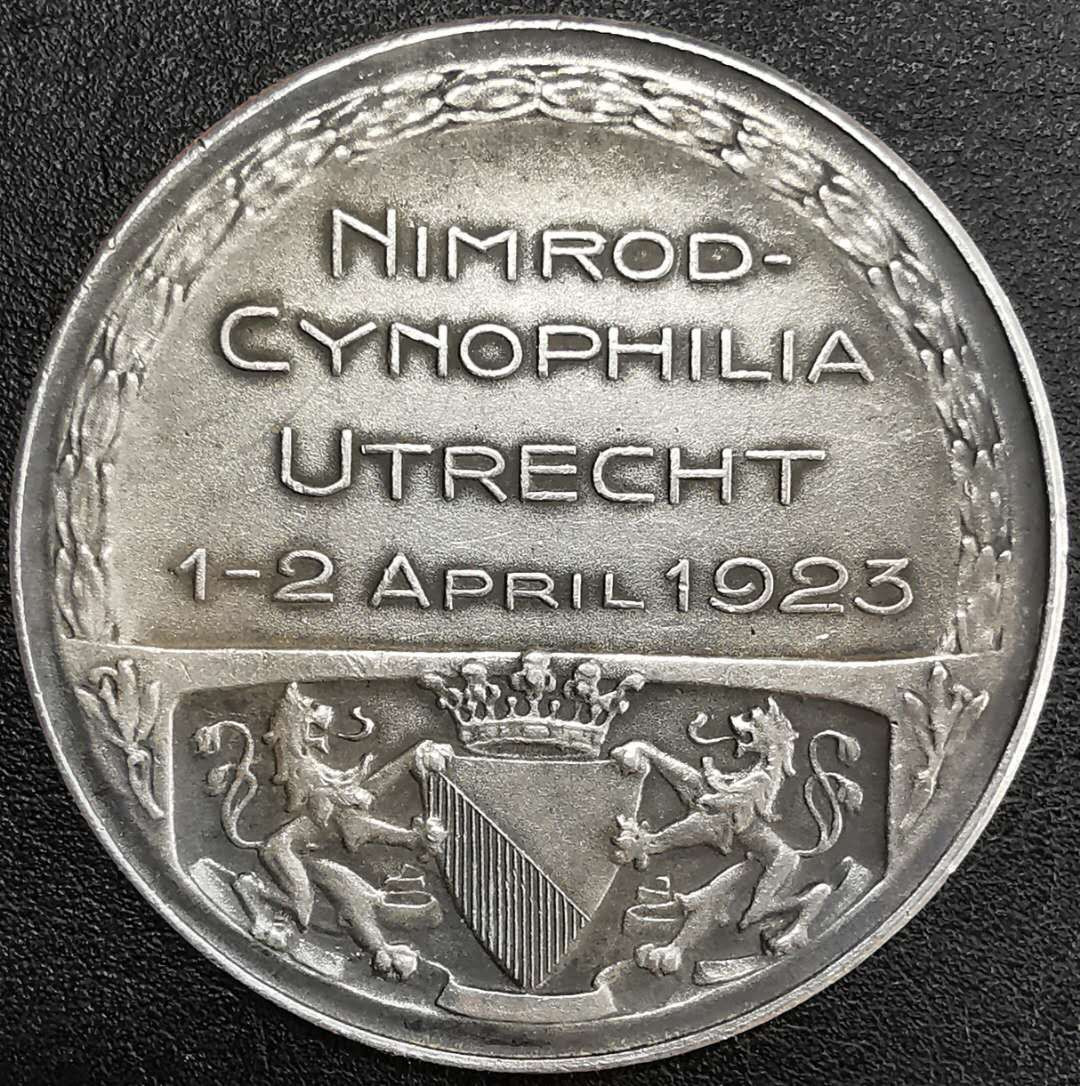 NIMROD-
CYNOPHILIA
UTRECHT
1-2 APRIL 1923